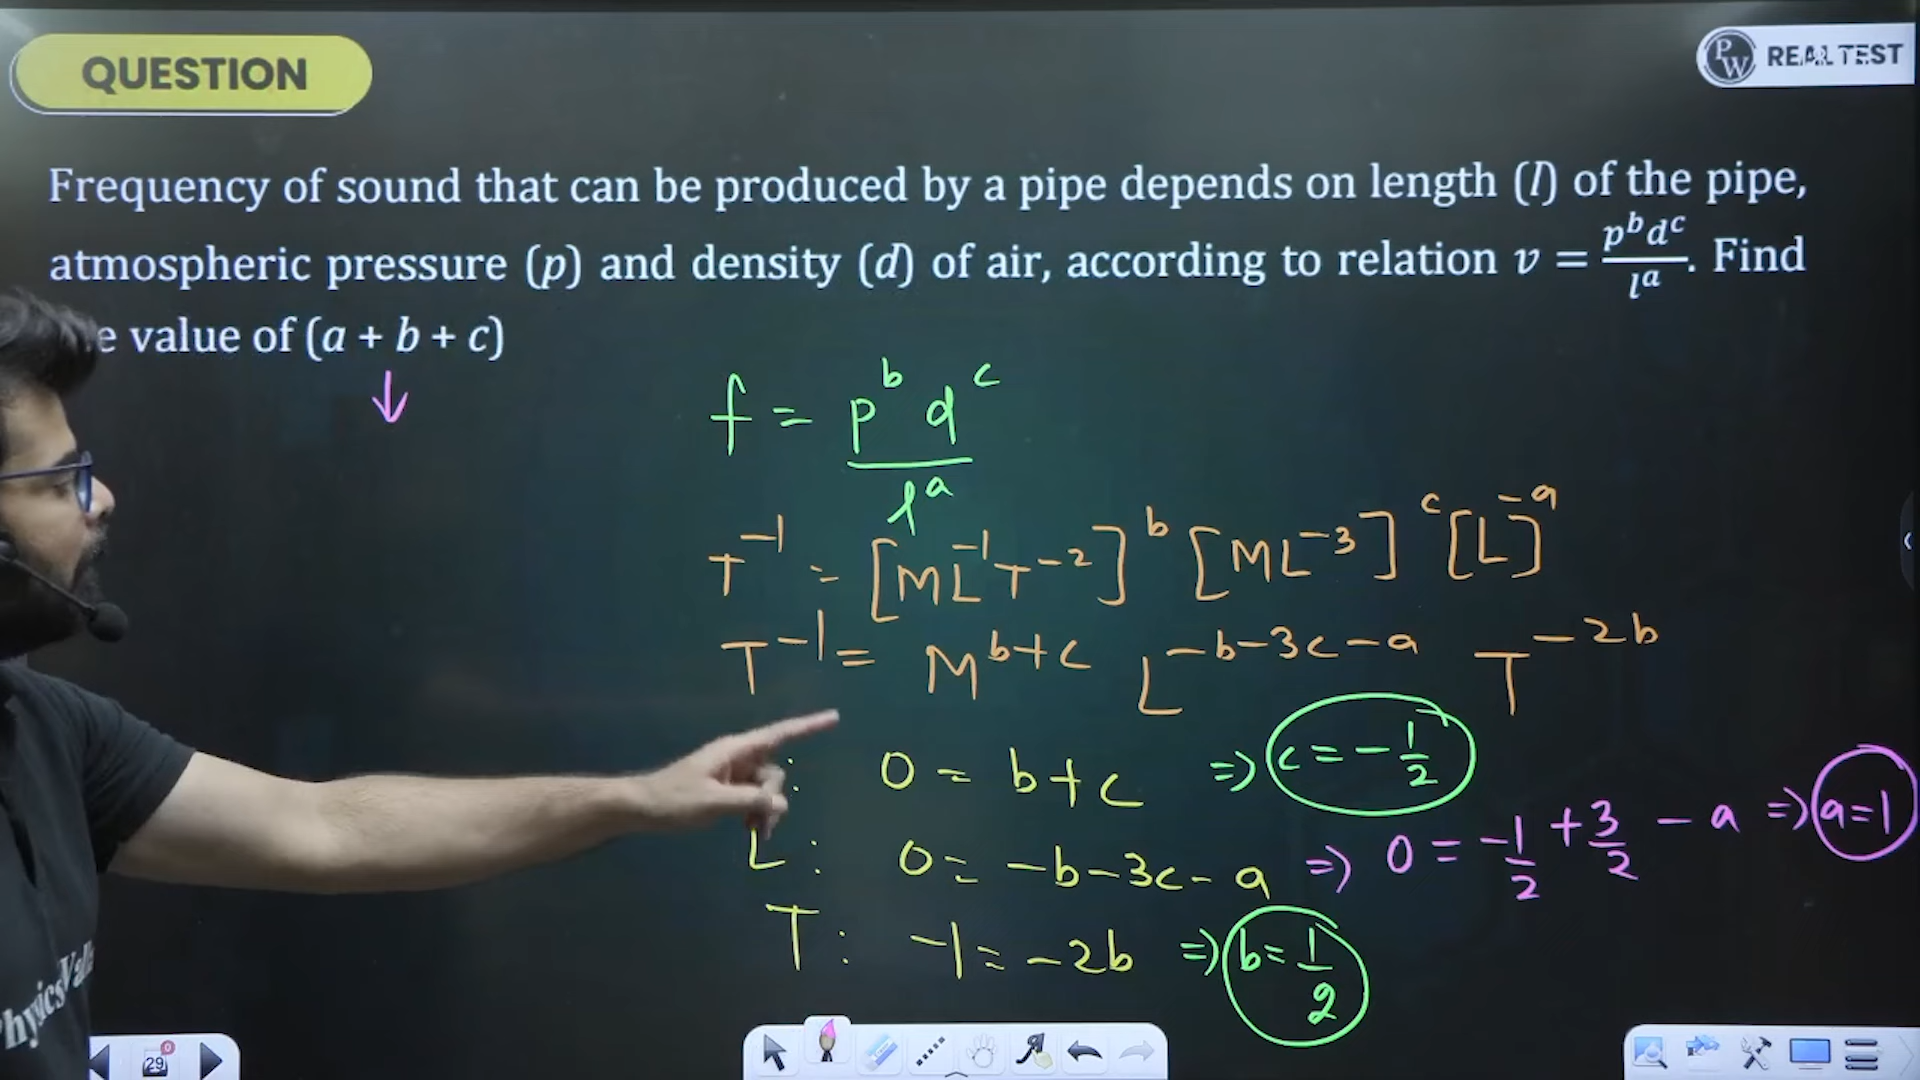 QUESTION
PW REAL TEST
Frequency of sound that can be produced by a pipe depends on length (l) of the pipe,
atmospheric pressure (p) and density (d) of air, according to relation v = p^b d^c / l^a. Find
e value of (a + b + c)
↓
f = p^b d^c / l^a
T^-1 = [ML^-1T^-2]^b [ML^-3]^c [L]^-a
T^-1 = M^b+c L^-b-3c-a T^-2b
: 0 = b+c ⇒ c = -1/2
L : 0 = -b-3c-a ⇒ 0 = -1/2 + 3/2 - a ⇒ a=1
T : -1 = -2b ⇒ b = 1/2
29
0